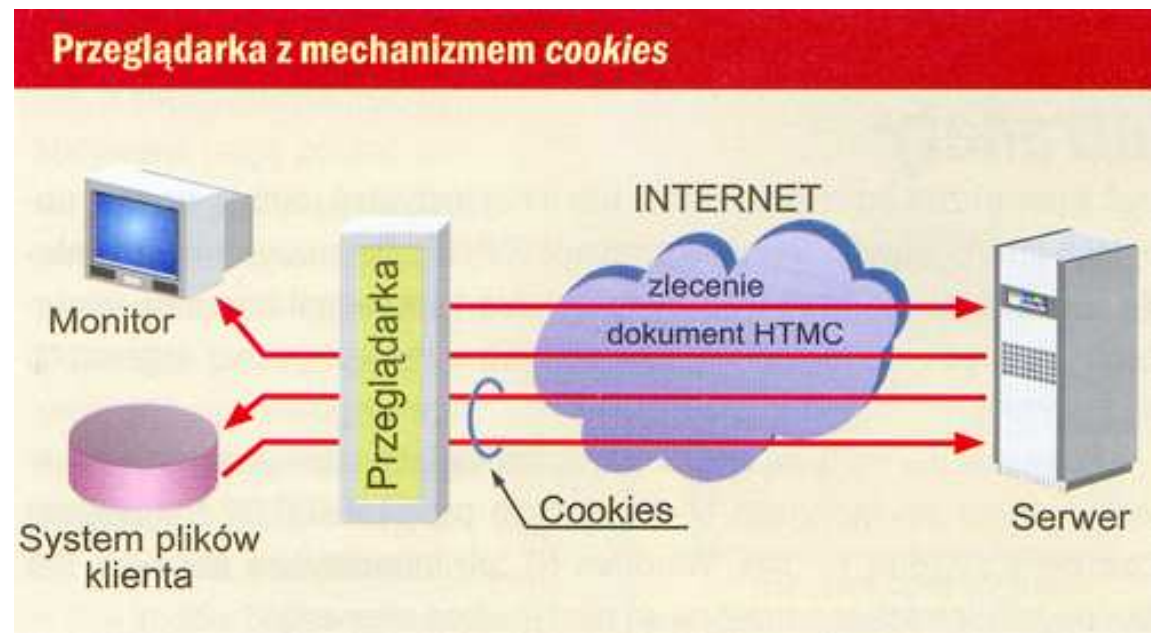 Przeglądarka z mechanizmem cookies
INTERNET
Monitor
Przeglądarka
zlecenie
dokument HTMC
Cookies
System plików
klienta
Serwer